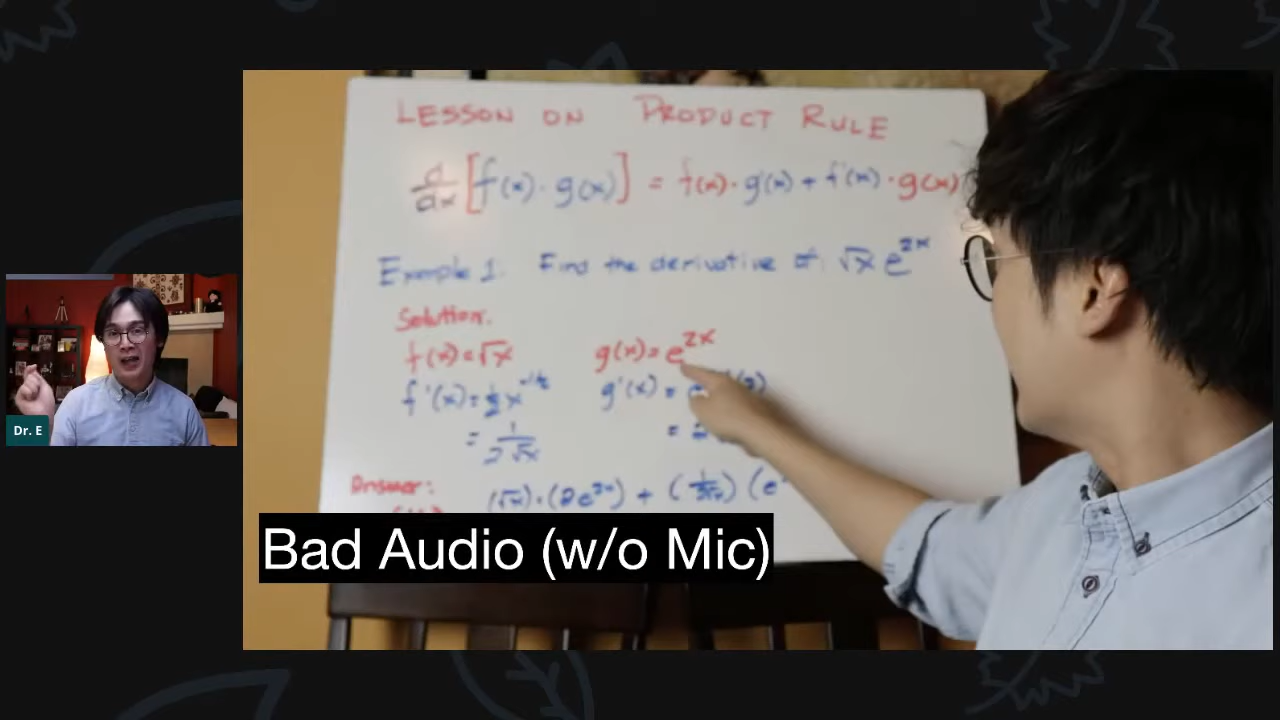 LESSON ON PRODUCT RULE
d/dx [f(x) · g(x)] = f(x) · g'(x) + f'(x) · g(x)
Example 1. Find the derivative of √x e^2x
Solution.
f(x) = √x g(x) = e^2x
f'(x) = 1/2 x^-1/2 g'(x) =
= 1/2√x = 2
Answer: (√x) · (2e^2x) + (1/2√x) (e
Bad Audio (w/o Mic)
Dr. E